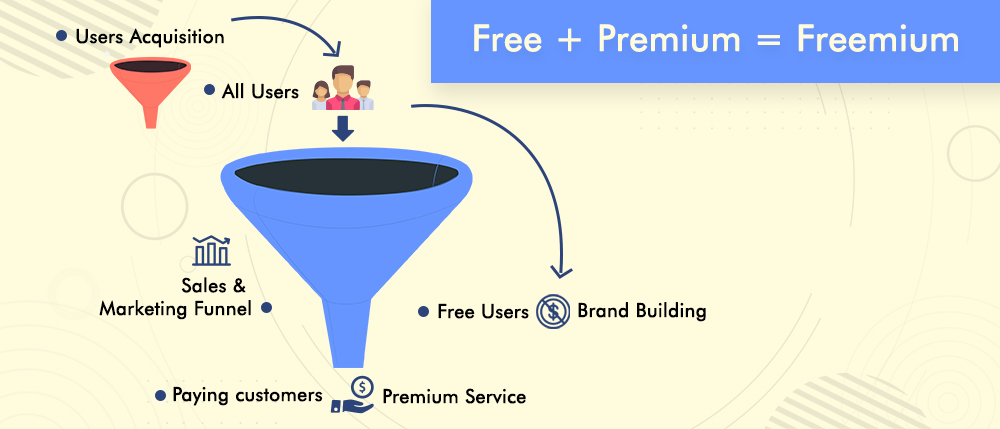 Free + Premium = Freemium
Users Acquisition
All Users
Sales &
Marketing Funnel
Free Users
$
Brand Building
$
Paying customers
Premium Service